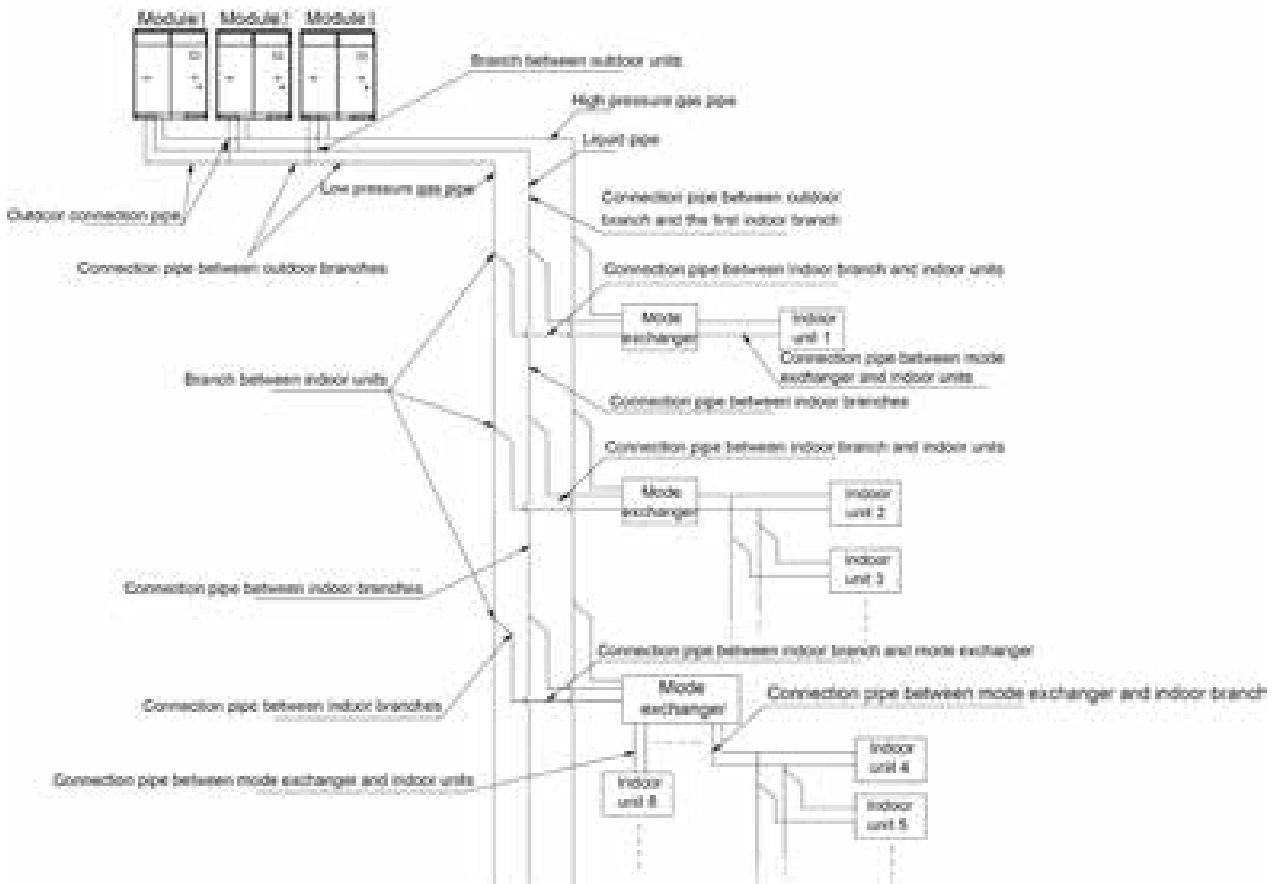 Module1 Module1 Module1
Branch between outdoor units
High pressure gas pipe
Liquid pipe
Low pressure gas pipe
Connection pipe between outdoor
branch and the first indoor branch
Outdoor connection pipe
Connection pipe between outdoor branches
Connection pipe between indoor branch and indoor units
Mode
exchanger
Indoor
unit 1
Connection pipe between mode
exchanger and indoor units
Branch between indoor units
Connection pipe between indoor branches
Connection pipe between indoor branch and indoor units
Mode
exchanger
Indoor
unit 2
Indoor
unit 3
Connection pipe between indoor branches
Connection pipe between indoor branch and mode exchanger
Mode
exchanger
Connection pipe between mode exchanger and indoor branch
Connection pipe between indoor branches
Indoor
unit 4
Connection pipe between mode exchanger and indoor units
Indoor
unit 6
Indoor
unit 5